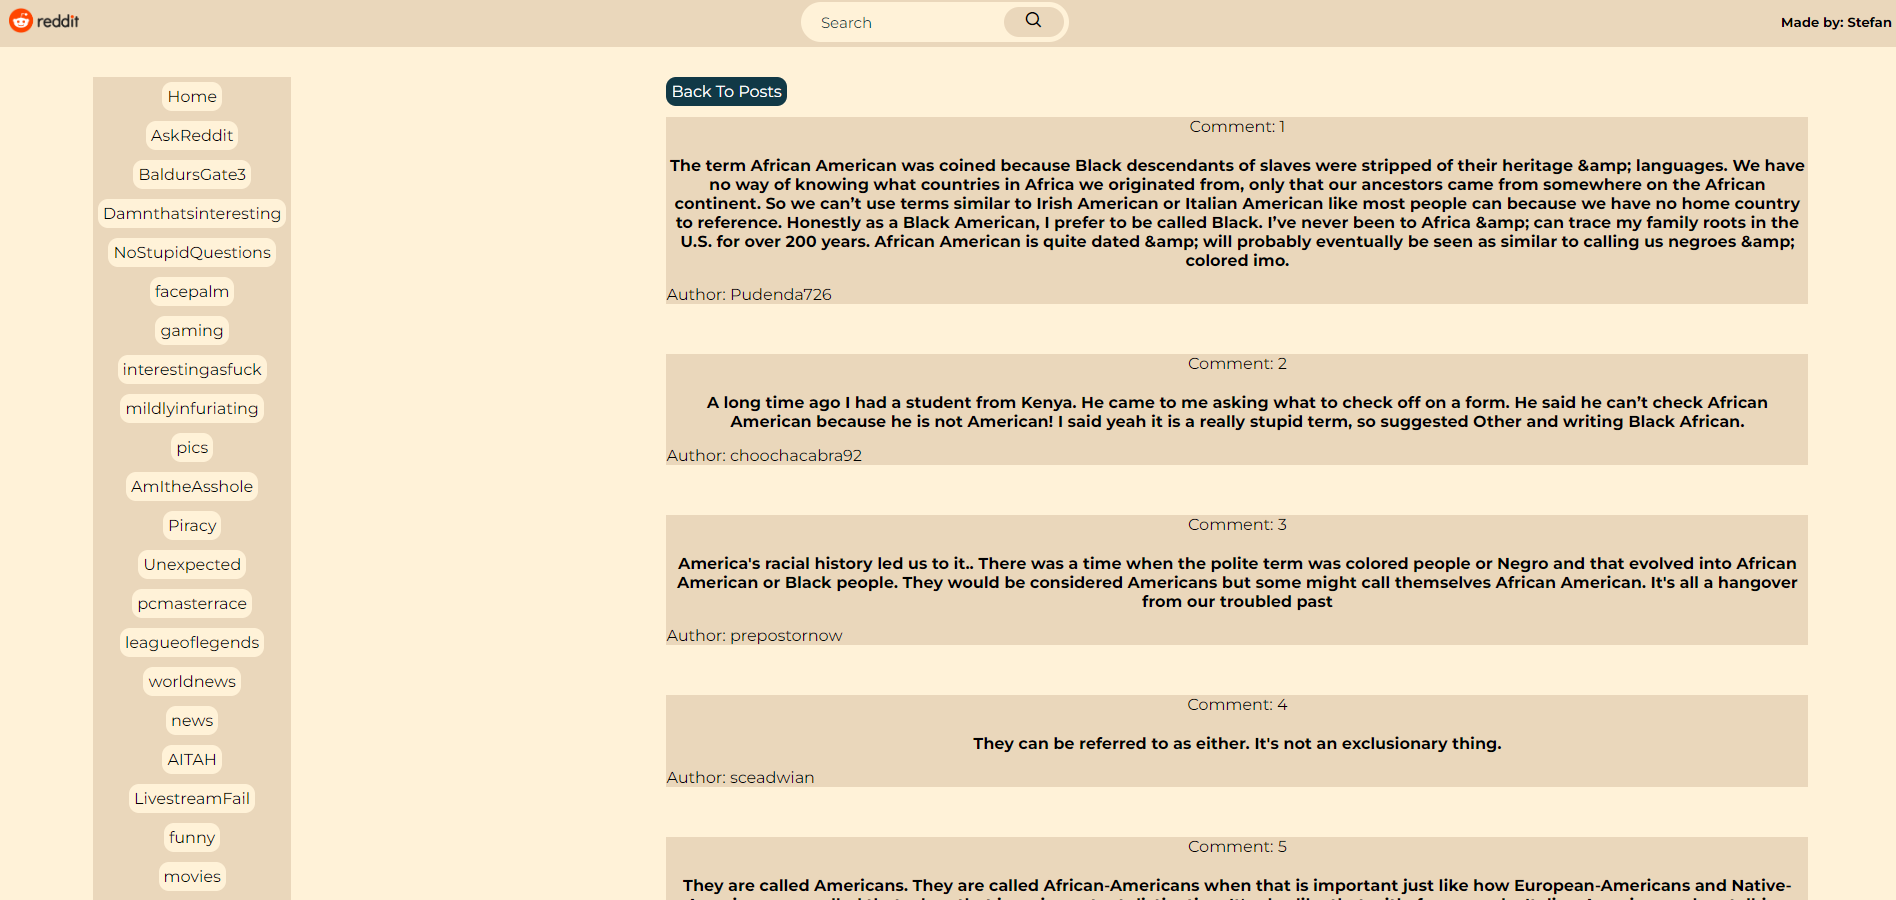 reddit
Search
Made by: Stefan
Home
AskReddit
BaldursGate3
Damnthatsinteresting
NoStupidQuestions
facepalm
gaming
interestingasfuck
mildlyinfuriating
pics
AmItheAsshole
Piracy
Unexpected
pcmasterrace
leagueoflegends
worldnews
news
AITAH
LivestreamFail
funny
movies
Back To Posts
Comment: 1
The term African American was coined because Black descendants of slaves were stripped of their heritage &amp; languages. We have
no way of knowing what countries in Africa we originated from, only that our ancestors came from somewhere on the African
continent. So we can’t use terms similar to Irish American or Italian American like most people can because we have no home country
to reference. Honestly as a Black American, I prefer to be called Black. I’ve never been to Africa &amp; can trace my family roots in the
U.S. for over 200 years. African American is quite dated &amp; will probably eventually be seen as similar to calling us negroes &amp;
colored imo.
Author: Pudenda726
Comment: 2
A long time ago I had a student from Kenya. He came to me asking what to check off on a form. He said he can’t check African
American because he is not American! I said yeah it is a really stupid term, so suggested Other and writing Black African.
Author: choochacabra92
Comment: 3
America's racial history led us to it.. There was a time when the polite term was colored people or Negro and that evolved into African
American or Black people. They would be considered Americans but some might call themselves African American. It's all a hangover
from our troubled past
Author: prepostornow
Comment: 4
They can be referred to as either. It's not an exclusionary thing.
Author: sceadwian
Comment: 5
They are called Americans. They are called African-Americans when that is important just like how European-Americans and Native-